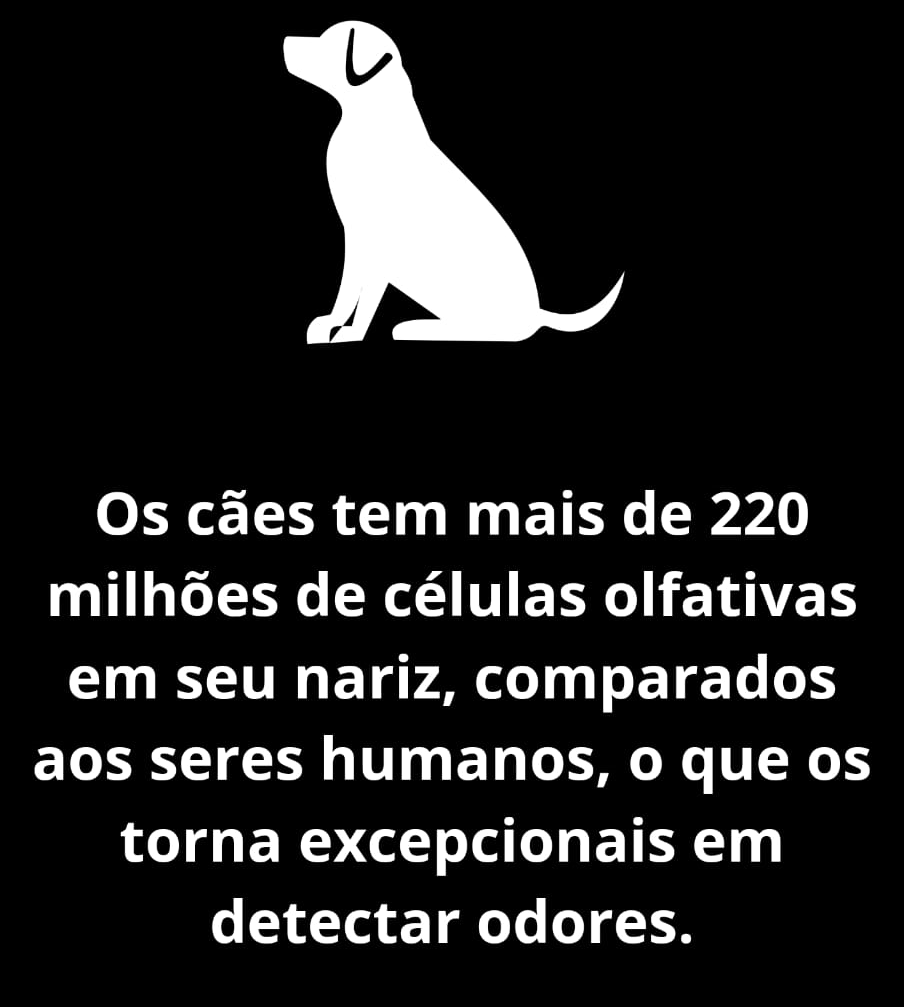 Os cães tem mais de 220
milhões de células olfativas
em seu nariz, comparados
aos seres humanos, o que os
torna excepcionais em
detectar odores.